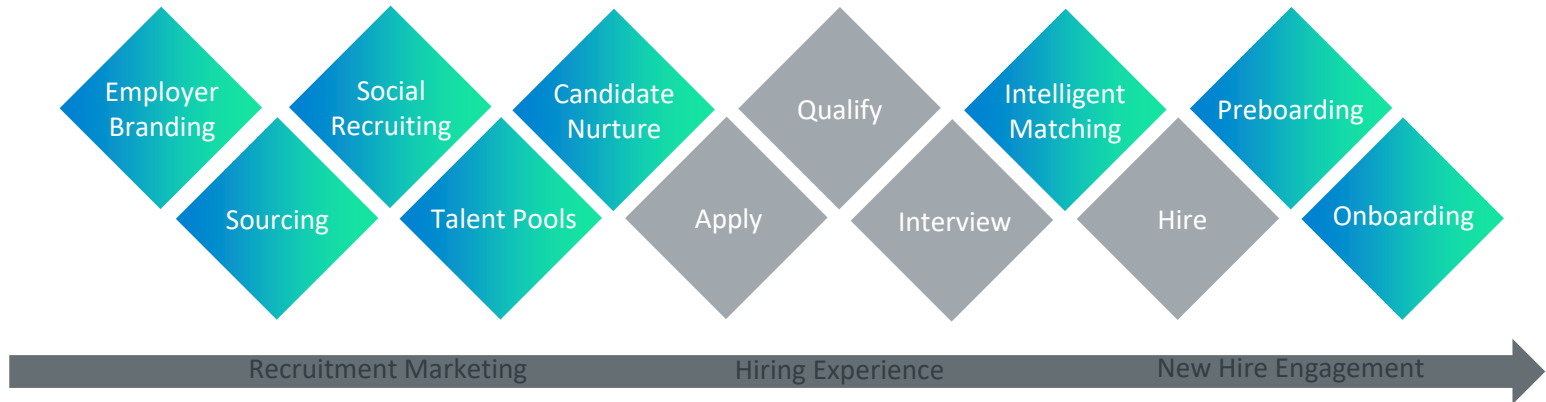 Employer
Branding
Sourcing
Social
Recruiting
Talent Pools
Candidate
Nurture
Apply
Qualify
Interview
Intelligent
Matching
Hire
Preboarding
Onboarding
Recruitment Marketing
Hiring Experience
New Hire Engagement